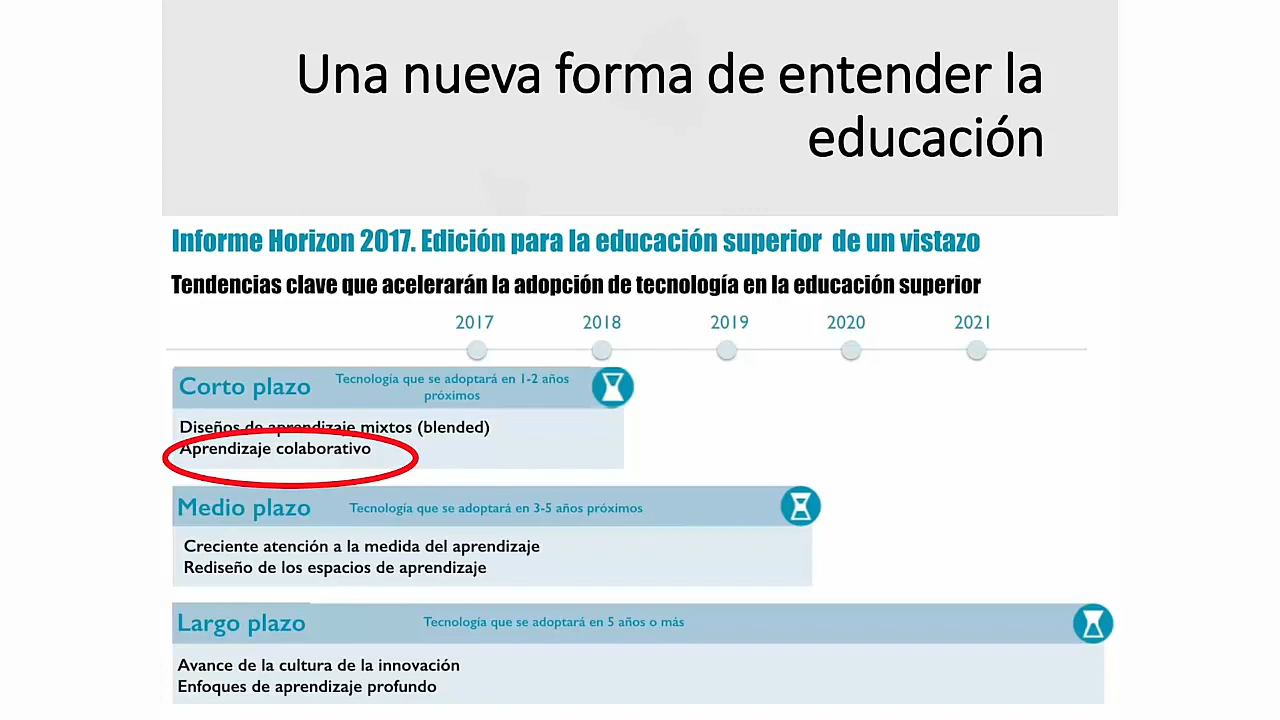 Una nueva forma de entender la
educación
Informe Horizon 2017. Edición para la educación superior de un vistazo
Tendencias clave que acelerarán la adopción de tecnología en la educación superior
2017 2018 2019 2020 2021
Corto plazo Tecnología que se adoptará en 1-2 años
próximos
Diseños de aprendizaje mixtos (blended)
Aprendizaje colaborativo
Medio plazo Tecnología que se adoptará en 3-5 años próximos
Creciente atención a la medida del aprendizaje
Rediseño de los espacios de aprendizaje
Largo plazo Tecnología que se adoptará en 5 años o más
Avance de la cultura de la innovación
Enfoques de aprendizaje profundo